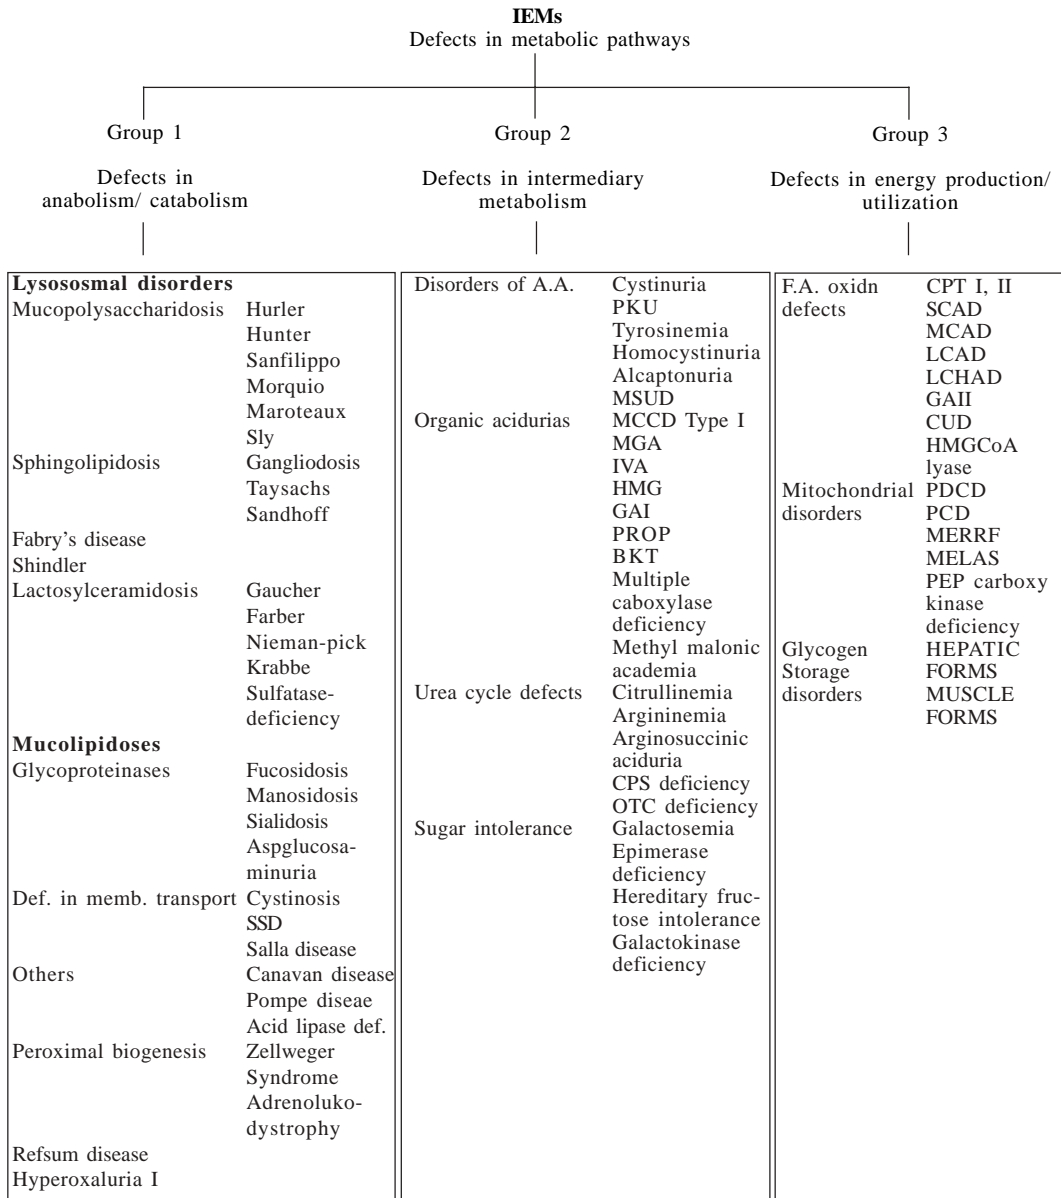 IEMs
Defects in metabolic pathways
Group 1
Defects in
anabolism/ catabolism
Group 2
Defects in intermediary
metabolism
Group 3
Defects in energy production/
utilization
Lysososmal disorders
Mucopolysaccharidosis Hurler
Hunter
Sanfilippo
Morquio
Maroteaux
Sly
Sphingolipidosis Gangliodosis
Taysachs
Sandhoff
Fabry's disease
Shindler
Lactosylceramidosis Gaucher
Farber
Nieman-pick
Krabbe
Sulfatase-
deficiency
Mucolipidoses
Glycoproteinases Fucosidosis
Manosidosis
Sialidosis
Aspglucosa-
minuria
Def. in memb. transport Cystinosis
SSD
Salla disease
Others Canavan disease
Pompe diseae
Acid lipase def.
Peroximal biogenesis Zellweger
Syndrome
Adrenoluko-
dystrophy
Refsum disease
Hyperoxaluria I
Disorders of A.A. Cystinuria
PKU
Tyrosinemia
Homocystinuria
Alcaptonuria
MSUD
Organic acidurias MCCD Type I
MGA
IVA
HMG
GAI
PROP
BKT
Multiple
caboxylase
deficiency
Methyl malonic
academia
Urea cycle defects Citrullinemia
Argininemia
Arginosuccinic
aciduria
CPS deficiency
OTC deficiency
Sugar intolerance Galactosemia
Epimerase
deficiency
Hereditary fruc-
tose intolerance
Galactokinase
deficiency
F.A. oxidn CPT I, II
defects SCAD
MCAD
LCAD
LCHAD
GAII
CUD
HMGCoA
lyase
Mitochondrial PDCD
disorders PCD
MERRF
MELAS
PEP carboxy
kinase
deficiency
Glycogen HEPATIC
Storage FORMS
disorders MUSCLE
FORMS